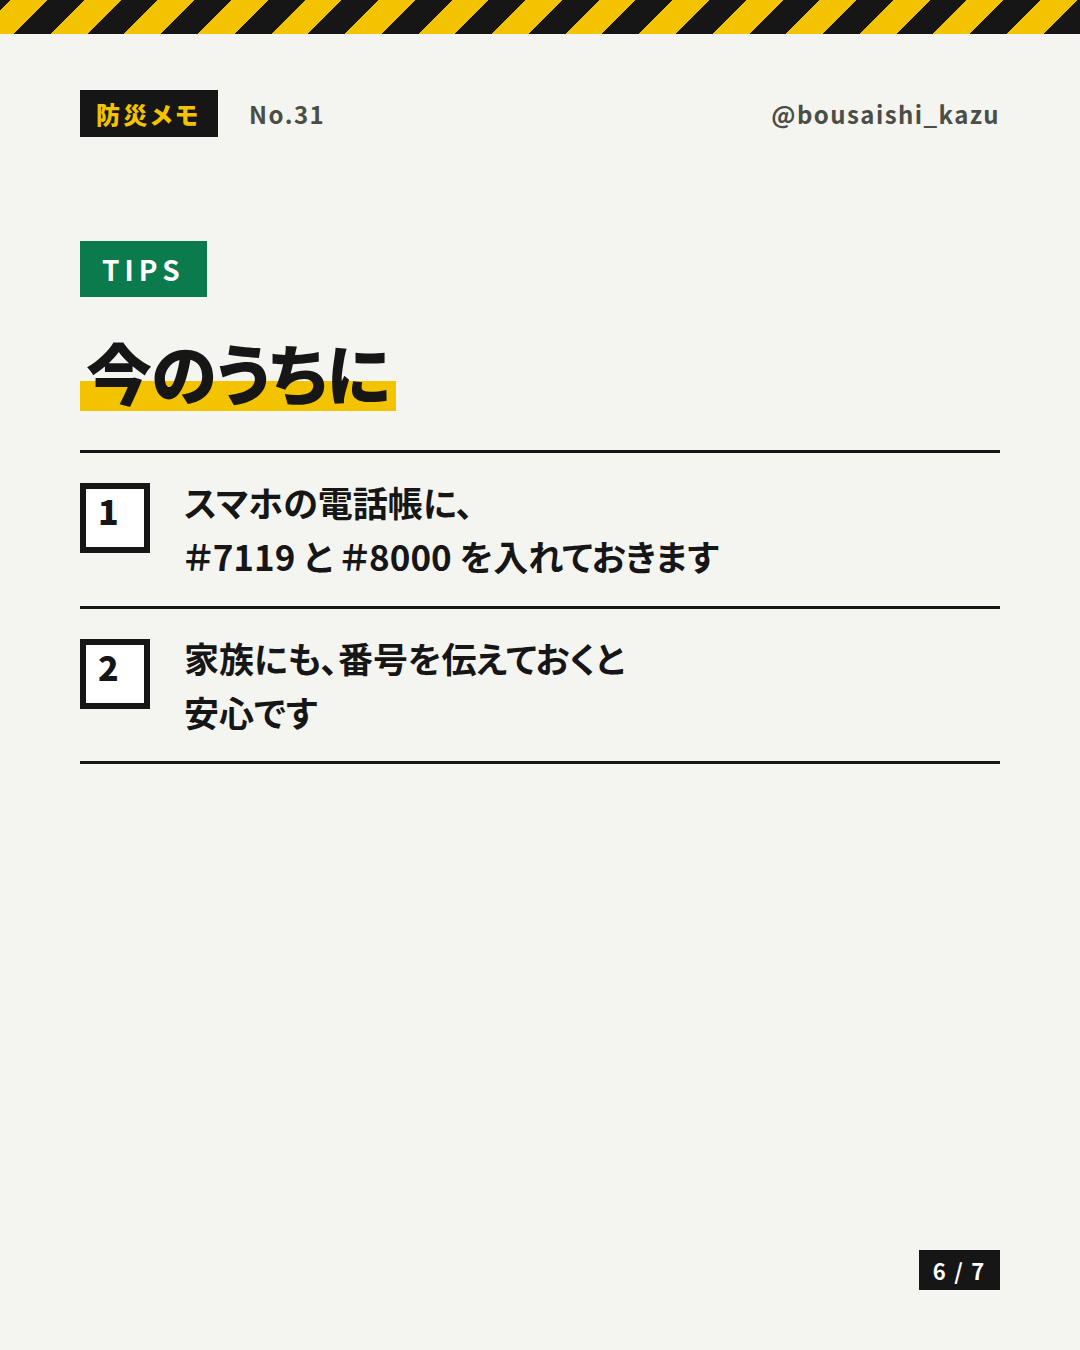 防災メモ No.31 @bousaishi_kazu
TIPS
今のうちに
1 スマホの電話帳に、
＃7119 と ＃8000 を入れておきます
2 家族にも、番号を伝えておくと
安心です
6 / 7